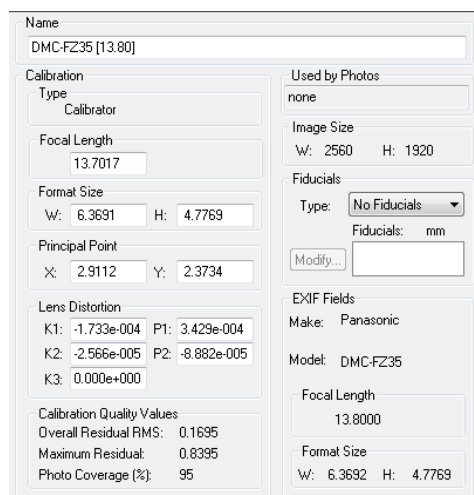 Name
DMC-FZ35 [13.80]
Calibration
Type
Calibrator
Focal Length
13.7017
Format Size
W: 6.3691 H: 4.7769
Principal Point
X: 2.9112 Y: 2.3734
Lens Distortion
K1: -1.733e-004 P1: 3.429e-004
K2: -2.566e-005 P2: -8.882e-005
K3: 0.000e+000
Calibration Quality Values
Overall Residual RMS: 0.1695
Maximum Residual: 0.8395
Photo Coverage (%): 95
Used by Photos
none
Image Size
W: 2560 H: 1920
Fiducials
Type: No Fiducials
Fiducials: mm
Modify...
EXIF Fields
Make: Panasonic
Model: DMC-FZ35
Focal Length
13.8000
Format Size
W: 6.3692 H: 4.7769